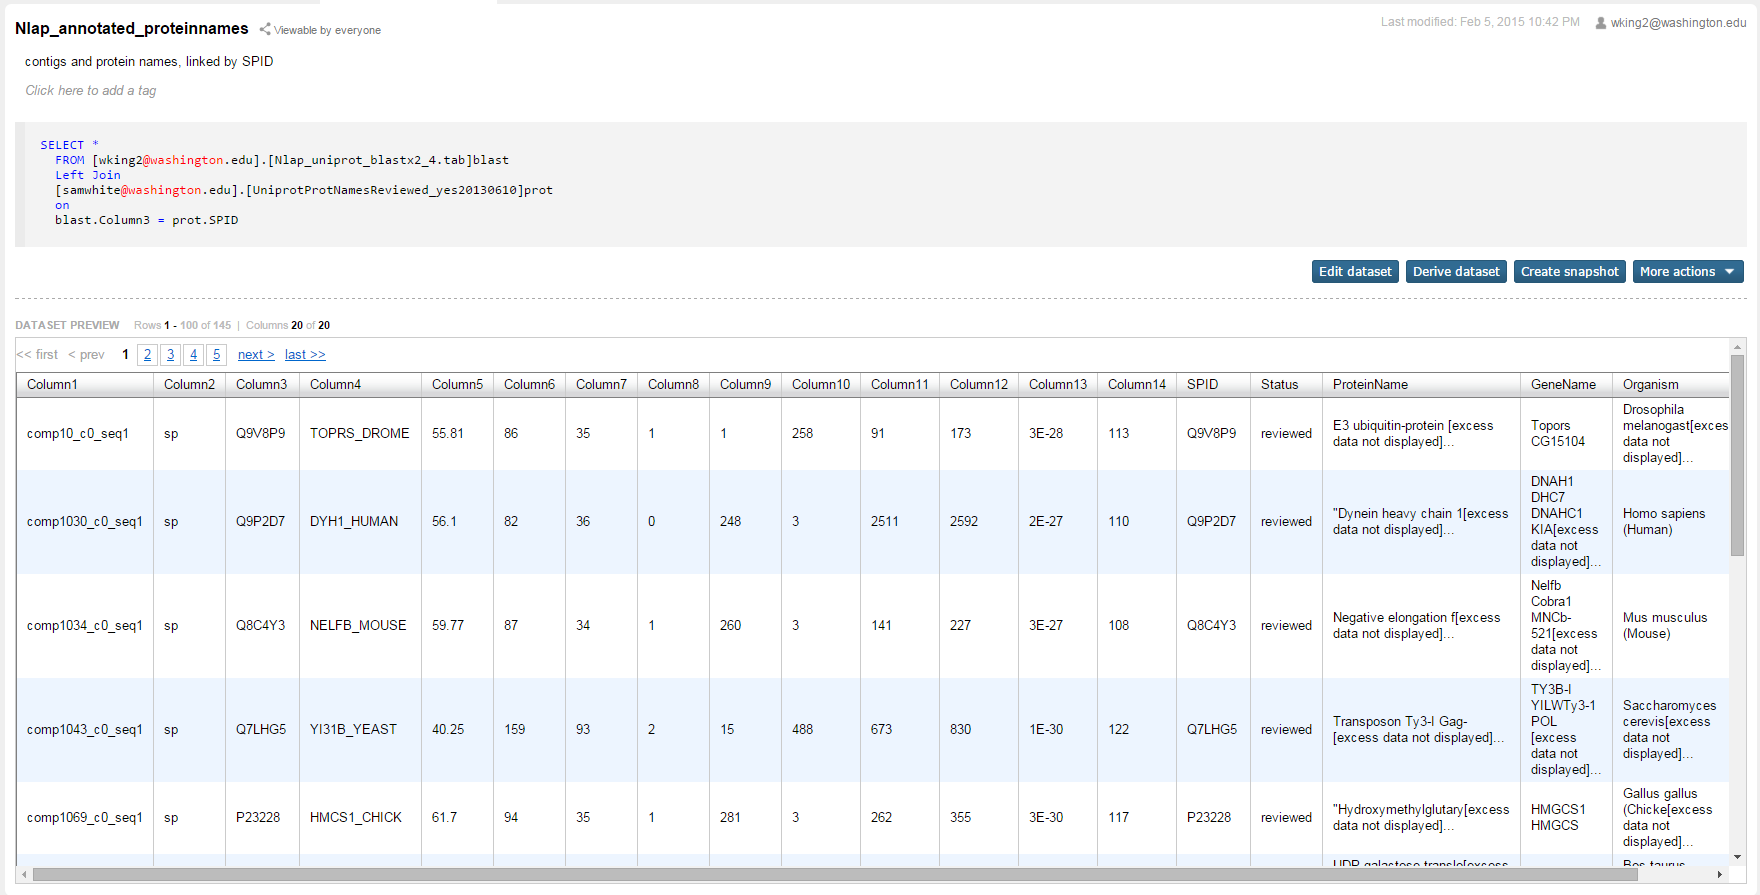 Nlap_annotated_proteinnames Viewable by everyone Last modified: Feb 5, 2015 10:42 PM wking2@washington.edu
contigs and protein names, linked by SPID
Click here to add a tag
SELECT *
FROM [wking2@washington.edu].[Nlap_uniprot_blastx2_4.tab]blast
Left Join
[samwhite@washington.edu].[UniprotProtNamesReviewed_yes20130610]prot
on
blast.Column3 = prot.SPID
Edit dataset Derive dataset Create snapshot More actions
DATASET PREVIEW Rows 1 - 100 of 145 | Columns 20 of 20
<< first < prev 1 2 3 4 5 next > last >>
Column1 Column2 Column3 Column4 Column5 Column6 Column7 Column8 Column9 Column10 Column11 Column12 Column13 Column14 SPID Status ProteinName GeneName Organism
comp10_c0_seq1 sp Q9V8P9 TOPRS_DROME 55.81 86 35 1 1 258 91 173 3E-28 113 Q9V8P9 reviewed
E3 ubiquitin-protein [excess
data not displayed]...
Topors
CG15104
Drosophila
melanogast[exces
data not
displayed]...
comp1030_c0_seq1 sp Q9P2D7 DYH1_HUMAN 56.1 82 36 0 248 3 2511 2592 2E-27 110 Q9P2D7 reviewed
"Dynein heavy chain 1[excess
data not displayed]...
DNAH1
DHC7
DNAHC1
KIA[excess
data not
displayed]...
Homo sapiens
(Human)
comp1034_c0_seq1 sp Q8C4Y3 NELFB_MOUSE 59.77 87 34 1 260 3 141 227 3E-27 108 Q8C4Y3 reviewed
Negative elongation f[excess
data not displayed]...
Nelfb
Cobra1
MNCb-
521[excess
data not
displayed]...
Mus musculus
(Mouse)
comp1043_c0_seq1 sp Q7LHG5 YI31B_YEAST 40.25 159 93 2 15 488 673 830 1E-30 122 Q7LHG5 reviewed
Transposon Ty3-I Gag-
[excess data not displayed]...
TY3B-I
YILWTy3-1
POL
[excess
data not
displayed]...
Saccharomyces
cerevis[excess
data not
displayed]...
comp1069_c0_seq1 sp P23228 HMCS1_CHICK 61.7 94 35 1 281 3 262 355 3E-30 117 P23228 reviewed
"Hydroxymethylglutary[excess
data not displayed]...
HMGCS1
HMGCS
Gallus gallus
(Chicke[excess
data not
displayed]...
UDP-galactose transle[excess
Bos taurus